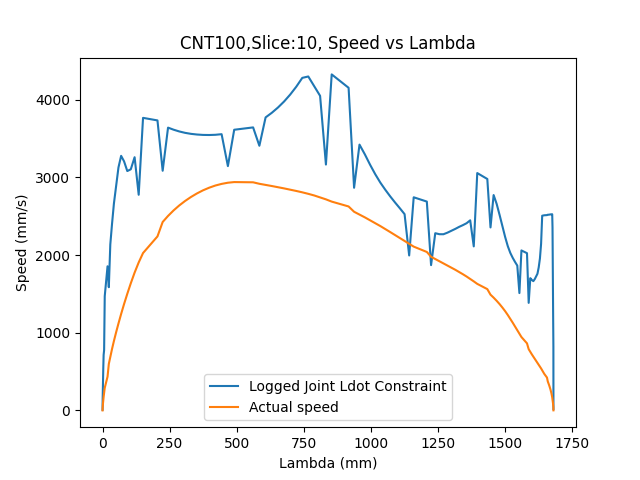 CNT100,Slice:10, Speed vs Lambda
Speed (mm/s)
4000
3000
2000
1000
0
0 250 500 750 1000 1250 1500 1750
Lambda (mm)
Logged Joint Ldot Constraint
Actual speed